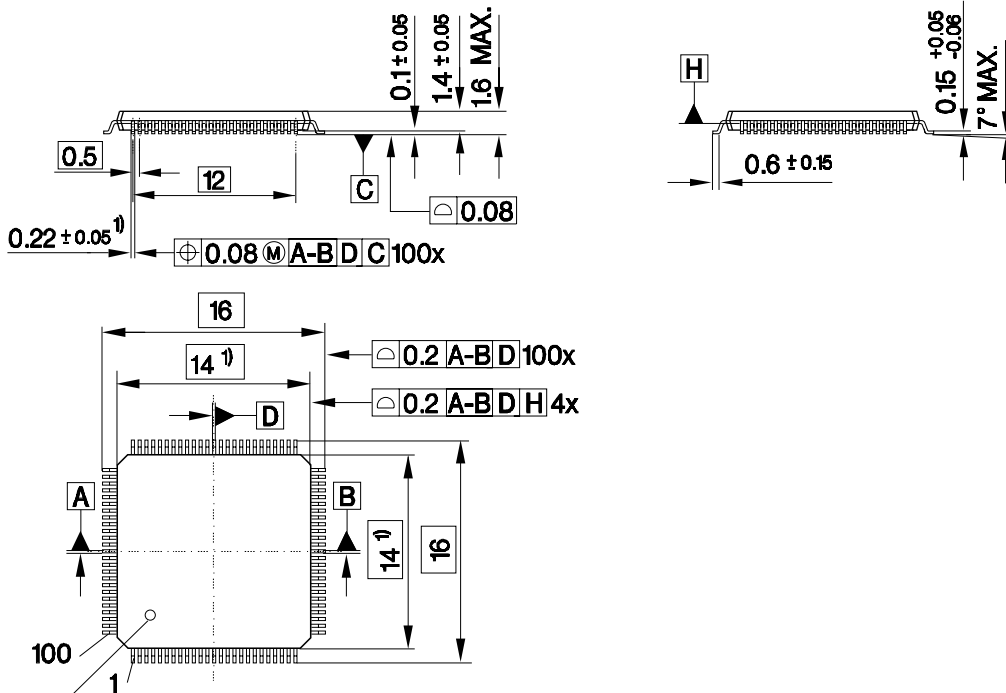 0.1 ± 0.05
1.4 ± 0.05
1.6 MAX.
H
0.15 +0.05 -0.06
7° MAX.
0.5
12
C
⌓ 0.08
0.6 ± 0.15
0.22 ± 0.05 1)
⌖ 0.08 Ⓜ A-B D C 100x
16
14 1)
⌓ 0.2 A-B D 100x
⌓ 0.2 A-B D H 4x
D
A
B
14 1)
16
100
1